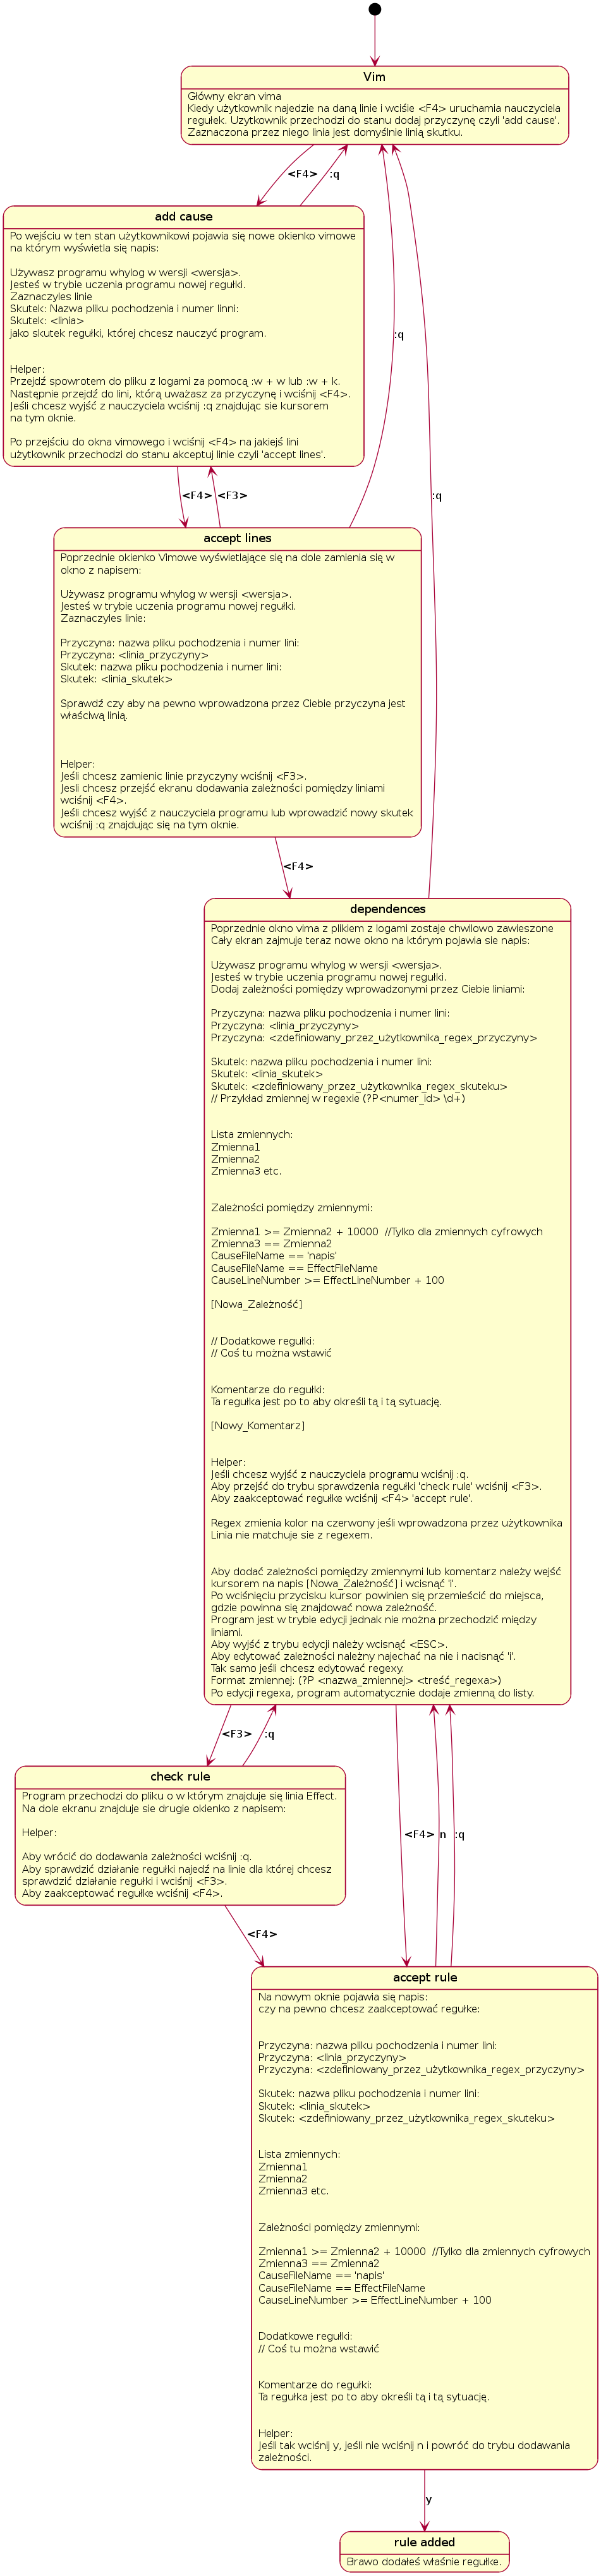 Vim
Główny ekran vima
Kiedy użytkownik najedzie na daną linie i wciśie <F4> uruchamia nauczyciela
regułek. Uzytkownik przechodzi do stanu dodaj przyczynę czyli 'add cause'.
Zaznaczona przez niego linia jest domyślnie linią skutku.
<F4>
:q
add cause
Po wejściu w ten stan użytkownikowi pojawia się nowe okienko vimowe
na którym wyświetla się napis:
Używasz programu whylog w wersji <wersja>.
Jesteś w trybie uczenia programu nowej regułki.
Zaznaczyles linie
Skutek: Nazwa pliku pochodzenia i numer linni:
Skutek: <linia>
jako skutek regułki, której chcesz nauczyć program.
Helper:
Przejdź spowrotem do pliku z logami za pomocą :w + w lub :w + k.
Następnie przejdź do lini, którą uważasz za przyczynę i wciśnij <F4>.
Jeśli chcesz wyjść z nauczyciela wciśnij :q znajdując sie kursorem
na tym oknie.
Po przejściu do okna vimowego i wciśnij <F4> na jakiejś lini
użytkownik przechodzi do stanu akceptuj linie czyli 'accept lines'.
:q
:q
<F4>
<F3>
accept lines
Poprzednie okienko Vimowe wyświetlające się na dole zamienia się w
okno z napisem:
Używasz programu whylog w wersji <wersja>.
Jesteś w trybie uczenia programu nowej regułki.
Zaznaczyles linie:
Przyczyna: nazwa pliku pochodzenia i numer lini:
Przyczyna: <linia_przyczyny>
Skutek: nazwa pliku pochodzenia i numer lini:
Skutek: <linia_skutek>
Sprawdź czy aby na pewno wprowadzona przez Ciebie przyczyna jest
właściwą linią.
Helper:
Jeśli chcesz zamienic linie przyczyny wciśnij <F3>.
Jesli chcesz przejść ekranu dodawania zależności pomiędzy liniami
wciśnij <F4>.
Jeśli chcesz wyjść z nauczyciela programu lub wprowadzić nowy skutek
wciśnij :q znajdując się na tym oknie.
<F4>
dependences
Poprzednie okno vima z plikiem z logami zostaje chwilowo zawieszone
Cały ekran zajmuje teraz nowe okno na którym pojawia sie napis:
Używasz programu whylog w wersji <wersja>.
Jesteś w trybie uczenia programu nowej regułki.
Dodaj zależności pomiędzy wprowadzonymi przez Ciebie liniami:
Przyczyna: nazwa pliku pochodzenia i numer lini:
Przyczyna: <linia_przyczyny>
Przyczyna: <zdefiniowany_przez_użytkownika_regex_przyczyny>
Skutek: nazwa pliku pochodzenia i numer lini:
Skutek: <linia_skutek>
Skutek: <zdefiniowany_przez_użytkownika_regex_skuteku>
// Przykład zmiennej w regexie (?P<numer_id> \d+)
Lista zmiennych:
Zmienna1
Zmienna2
Zmienna3 etc.
Zależności pomiędzy zmiennymi:
Zmienna1 >= Zmienna2 + 10000 //Tylko dla zmiennych cyfrowych
Zmienna3 == Zmienna2
CauseFileName == 'napis'
CauseFileName == EffectFileName
CauseLineNumber >= EffectLineNumber + 100
[Nowa_Zależność]
// Dodatkowe regułki:
// Coś tu można wstawić
Komentarze do regułki:
Ta regułka jest po to aby określi tą i tą sytuację.
[Nowy_Komentarz]
Helper:
Jeśli chcesz wyjść z nauczyciela programu wciśnij :q.
Aby przejść do trybu sprawdzenia regułki 'check rule' wciśnij <F3>.
Aby zaakceptować regułke wciśnij <F4> 'accept rule'.
Regex zmienia kolor na czerwony jeśli wprowadzona przez użytkownika
Linia nie matchuje sie z regexem.
Aby dodać zależności pomiędzy zmiennymi lub komentarz należy wejść
kursorem na napis [Nowa_Zależność] i wcisnąć 'i'.
Po wciśnięciu przycisku kursor powinien się przemieścić do miejsca,
gdzie powinna się znajdować nowa zależność.
Program jest w trybie edycji jednak nie można przechodzić między
liniami.
Aby wyjść z trybu edycji należy wcisnąć <ESC>.
Aby edytować zależności należny najechać na nie i nacisnąć 'i'.
Tak samo jeśli chcesz edytować regexy.
Format zmiennej: (?P <nazwa_zmiennej> <treść_regexa>)
Po edycji regexa, program automatycznie dodaje zmienną do listy.
<F3>
:q
check rule
Program przechodzi do pliku o w którym znajduje się linia Effect.
Na dole ekranu znajduje sie drugie okienko z napisem:
Helper:
Aby wrócić do dodawania zależności wciśnij :q.
Aby sprawdzić działanie regułki najedź na linie dla której chcesz
sprawdzić działanie regułki i wciśnij <F3>.
Aby zaakceptować regułke wciśnij <F4>.
<F4>
n
:q
<F4>
accept rule
Na nowym oknie pojawia się napis:
czy na pewno chcesz zaakceptować regułke:
Przyczyna: nazwa pliku pochodzenia i numer lini:
Przyczyna: <linia_przyczyny>
Przyczyna: <zdefiniowany_przez_użytkownika_regex_przyczyny>
Skutek: nazwa pliku pochodzenia i numer lini:
Skutek: <linia_skutek>
Skutek: <zdefiniowany_przez_użytkownika_regex_skuteku>
Lista zmiennych:
Zmienna1
Zmienna2
Zmienna3 etc.
Zależności pomiędzy zmiennymi:
Zmienna1 >= Zmienna2 + 10000 //Tylko dla zmiennych cyfrowych
Zmienna3 == Zmienna2
CauseFileName == 'napis'
CauseFileName == EffectFileName
CauseLineNumber >= EffectLineNumber + 100
Dodatkowe regułki:
// Coś tu można wstawić
Komentarze do regułki:
Ta regułka jest po to aby określi tą i tą sytuację.
Helper:
Jeśli tak wciśnij y, jeśli nie wciśnij n i powróć do trybu dodawania
zależności.
y
rule added
Brawo dodałeś właśnie regułke.